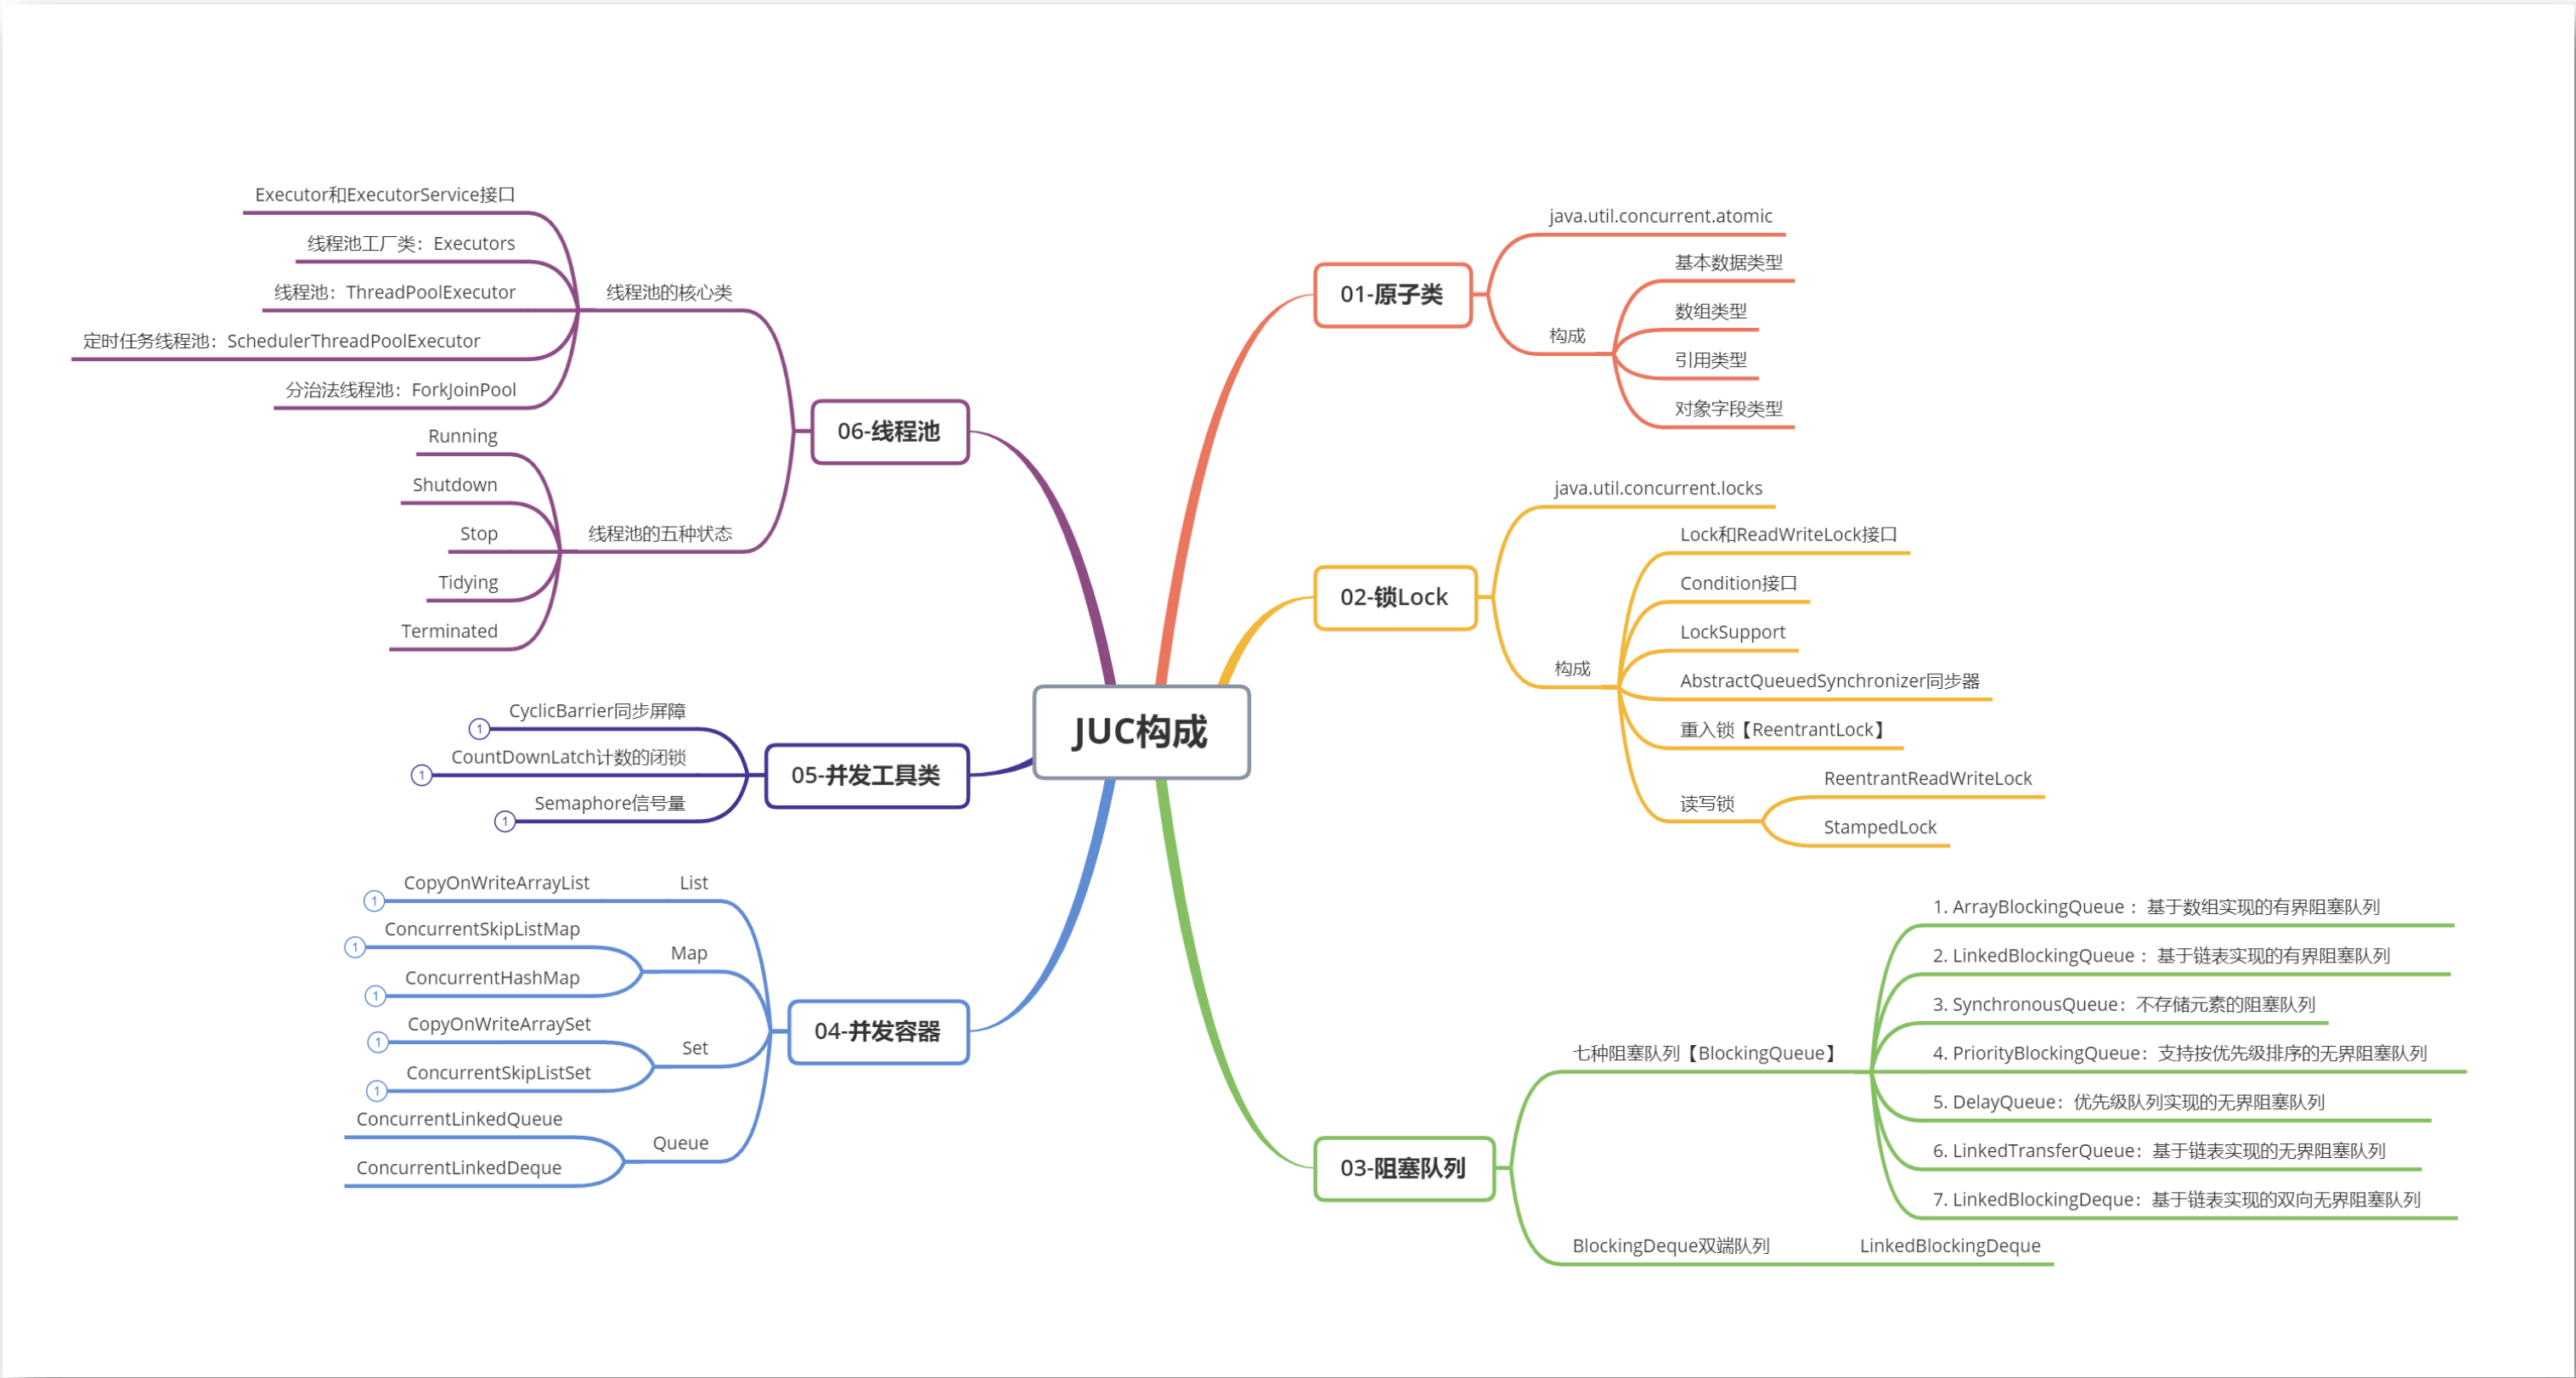 JUC构成
01-原子类
java.util.concurrent.atomic
构成
基本数据类型
数组类型
引用类型
对象字段类型
02-锁Lock
java.util.concurrent.locks
构成
Lock和ReadWriteLock接口
Condition接口
LockSupport
AbstractQueuedSynchronizer同步器
重入锁【ReentrantLock】
读写锁
ReentrantReadWriteLock
StampedLock
03-阻塞队列
七种阻塞队列【BlockingQueue】
1. ArrayBlockingQueue ：基于数组实现的有界阻塞队列
2. LinkedBlockingQueue ：基于链表实现的有界阻塞队列
3. SynchronousQueue：不存储元素的阻塞队列
4. PriorityBlockingQueue：支持按优先级排序的无界阻塞队列
5. DelayQueue：优先级队列实现的无界阻塞队列
6. LinkedTransferQueue：基于链表实现的无界阻塞队列
7. LinkedBlockingDeque：基于链表实现的双向无界阻塞队列
BlockingDeque双端队列
LinkedBlockingDeque
04-并发容器
List
CopyOnWriteArrayList
1
Map
ConcurrentSkipListMap
1
ConcurrentHashMap
1
Set
CopyOnWriteArraySet
1
ConcurrentSkipListSet
1
Queue
ConcurrentLinkedQueue
ConcurrentLinkedDeque
05-并发工具类
CyclicBarrier同步屏障
1
CountDownLatch计数的闭锁
1
Semaphore信号量
1
06-线程池
线程池的核心类
Executor和ExecutorService接口
线程池工厂类：Executors
线程池：ThreadPoolExecutor
定时任务线程池：SchedulerThreadPoolExecutor
分治法线程池：ForkJoinPool
线程池的五种状态
Running
Shutdown
Stop
Tidying
Terminated